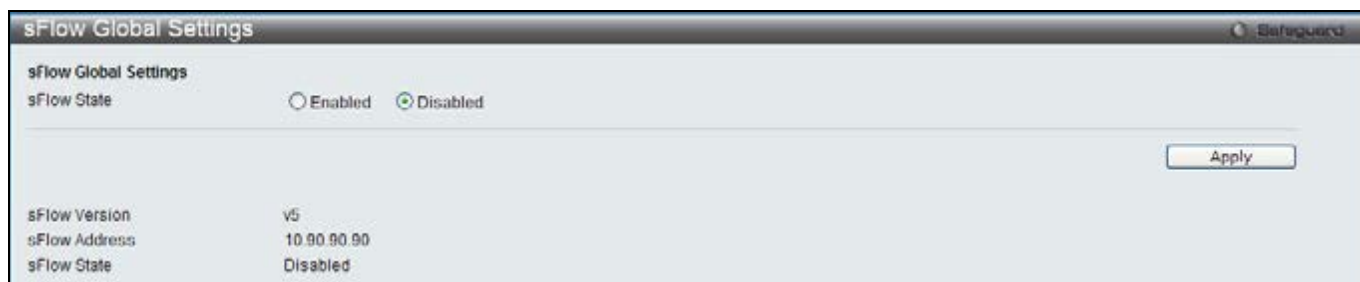 sFlow Global Settings
Safeguard
sFlow Global Settings
sFlow State Enabled Disabled
Apply
sFlow Version v5
sFlow Address 10.90.90.90
sFlow State Disabled